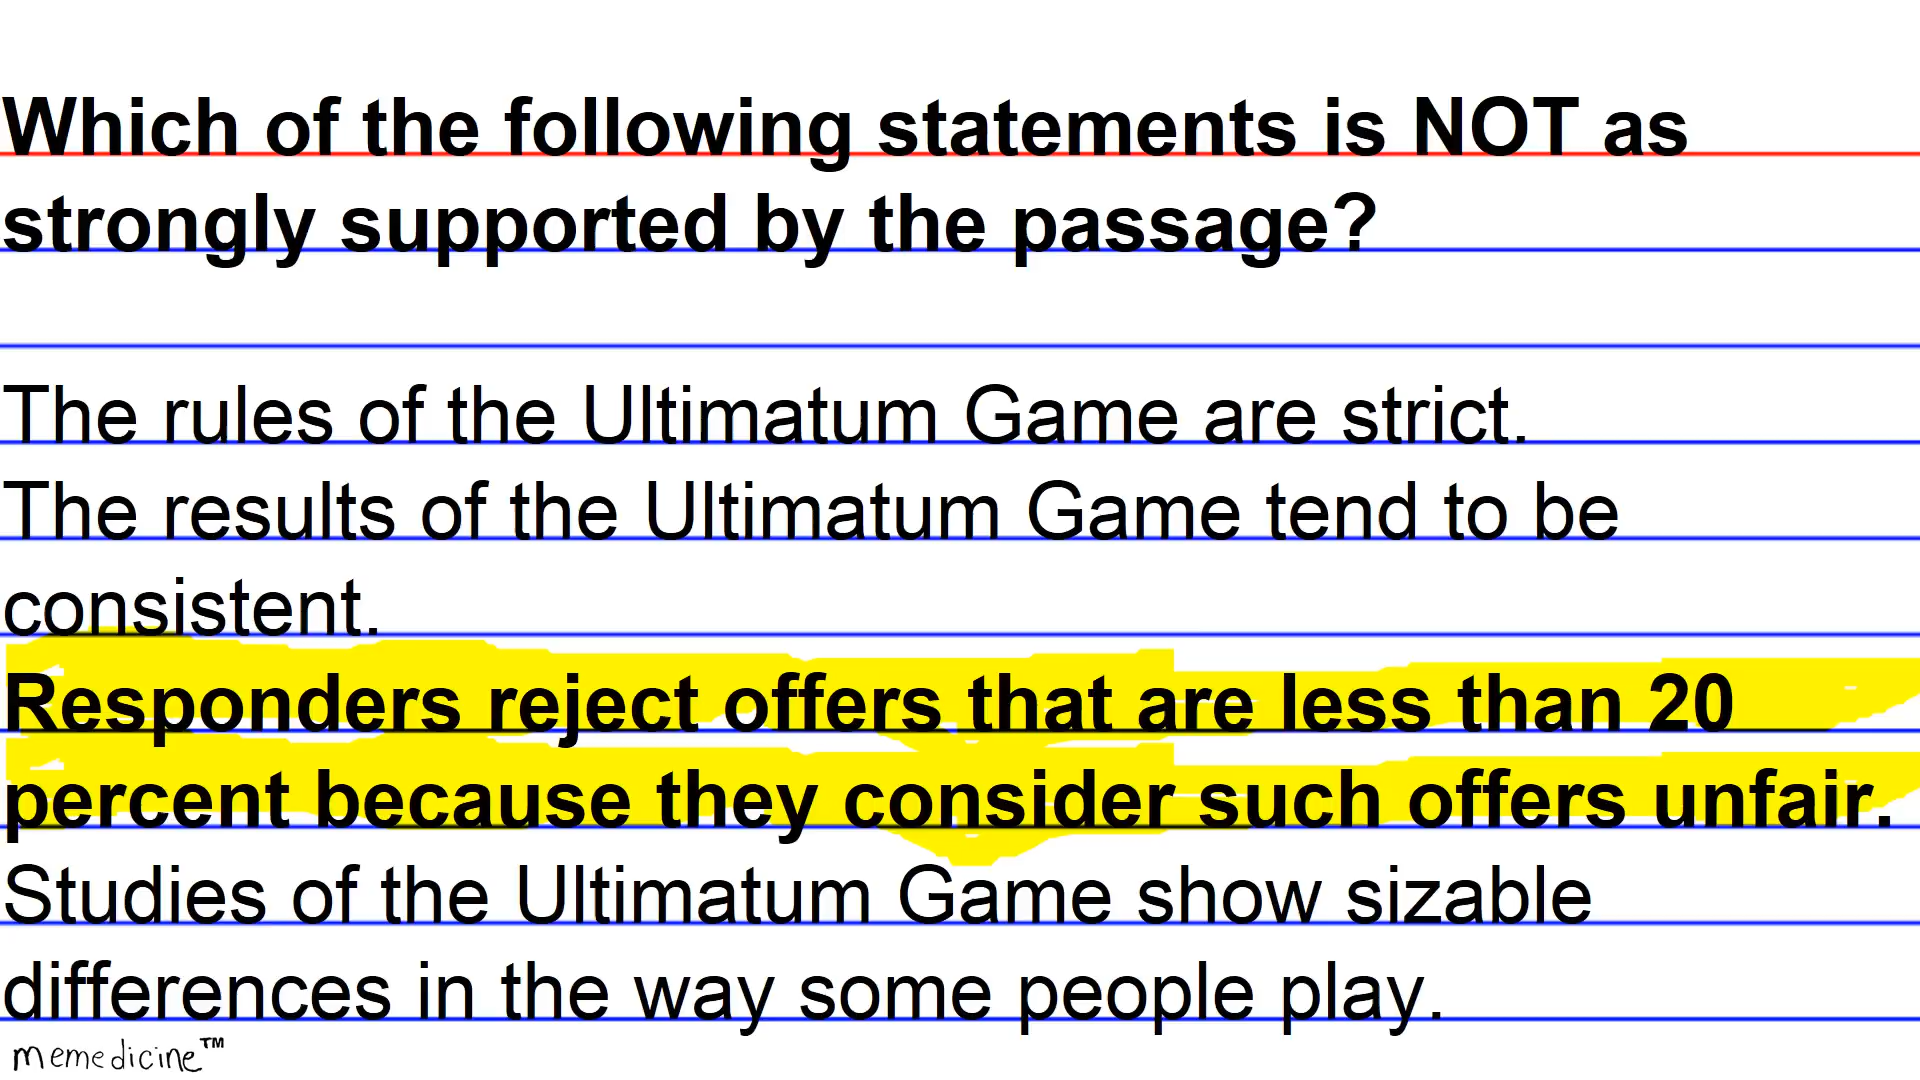 Which of the following statements is NOT as
strongly supported by the passage?
The rules of the Ultimatum Game are strict.
The results of the Ultimatum Game tend to be
consistent.
Responders reject offers that are less than 20
percent because they consider such offers unfair.
Studies of the Ultimatum Game show sizable
differences in the way some people play.
memedicine™